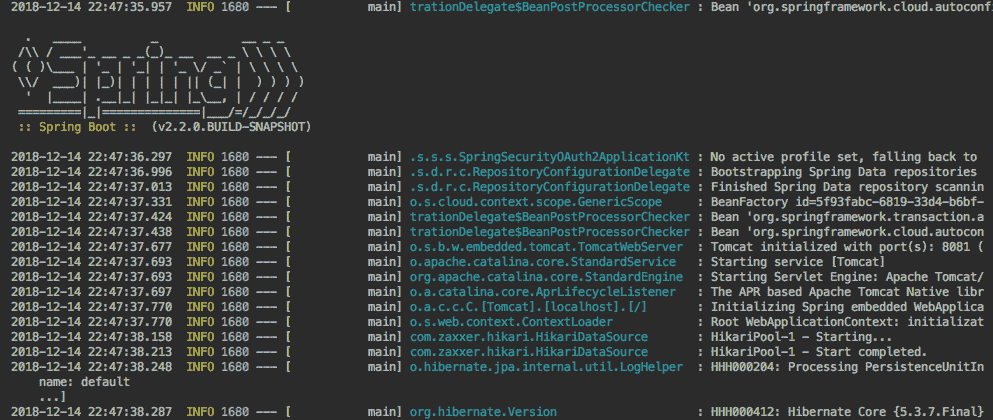 2018-12-14 22:47:35.957  INFO 1680 --- [           main] trationDelegate$BeanPostProcessorChecker : Bean 'org.springframework.cloud.autoconfi
  .   ____          _            __ _ _
 /\\ / ___'_ __ _ _(_)_ __  __ _ \ \ \ \
( ( )\___ | '_ | '_| | '_ \/ _` | \ \ \ \
 \\/  ___)| |_)| | | | | || (_| |  ) ) ) )
  '  |____| .__|_| |_|_| |_\__, | / / / /
 =========|_|==============|___/=/_/_/_/
 :: Spring Boot ::  (v2.2.0.BUILD-SNAPSHOT)
2018-12-14 22:47:36.297  INFO 1680 --- [           main] .s.s.s.SpringSecurityOAuth2ApplicationKt : No active profile set, falling back to
2018-12-14 22:47:36.996  INFO 1680 --- [           main] .s.d.r.c.RepositoryConfigurationDelegate : Bootstrapping Spring Data repositories
2018-12-14 22:47:37.013  INFO 1680 --- [           main] .s.d.r.c.RepositoryConfigurationDelegate : Finished Spring Data repository scannin
2018-12-14 22:47:37.331  INFO 1680 --- [           main] o.s.cloud.context.scope.GenericScope     : BeanFactory id=5f93fabc-6819-33d4-b6bf-
2018-12-14 22:47:37.424  INFO 1680 --- [           main] trationDelegate$BeanPostProcessorChecker : Bean 'org.springframework.transaction.a
2018-12-14 22:47:37.438  INFO 1680 --- [           main] trationDelegate$BeanPostProcessorChecker : Bean 'org.springframework.cloud.autocon
2018-12-14 22:47:37.677  INFO 1680 --- [           main] o.s.b.w.embedded.tomcat.TomcatWebServer  : Tomcat initialized with port(s): 8081 (
2018-12-14 22:47:37.693  INFO 1680 --- [           main] o.apache.catalina.core.StandardService   : Starting service [Tomcat]
2018-12-14 22:47:37.693  INFO 1680 --- [           main] org.apache.catalina.core.StandardEngine  : Starting Servlet Engine: Apache Tomcat/
2018-12-14 22:47:37.697  INFO 1680 --- [           main] o.a.catalina.core.AprLifecycleListener   : The APR based Apache Tomcat Native libr
2018-12-14 22:47:37.770  INFO 1680 --- [           main] o.a.c.c.C.[Tomcat].[localhost].[/]       : Initializing Spring embedded WebApplica
2018-12-14 22:47:37.770  INFO 1680 --- [           main] o.s.web.context.ContextLoader            : Root WebApplicationContext: initializat
2018-12-14 22:47:38.158  INFO 1680 --- [           main] com.zaxxer.hikari.HikariDataSource       : HikariPool-1 - Starting...
2018-12-14 22:47:38.213  INFO 1680 --- [           main] com.zaxxer.hikari.HikariDataSource       : HikariPool-1 - Start completed.
2018-12-14 22:47:38.248  INFO 1680 --- [           main] o.hibernate.jpa.internal.util.LogHelper  : HHH000204: Processing PersistenceUnitIn
    name: default
    ...]
2018-12-14 22:47:38.287  INFO 1680 --- [           main] org.hibernate.Version                    : HHH000412: Hibernate Core {5.3.7.Final}